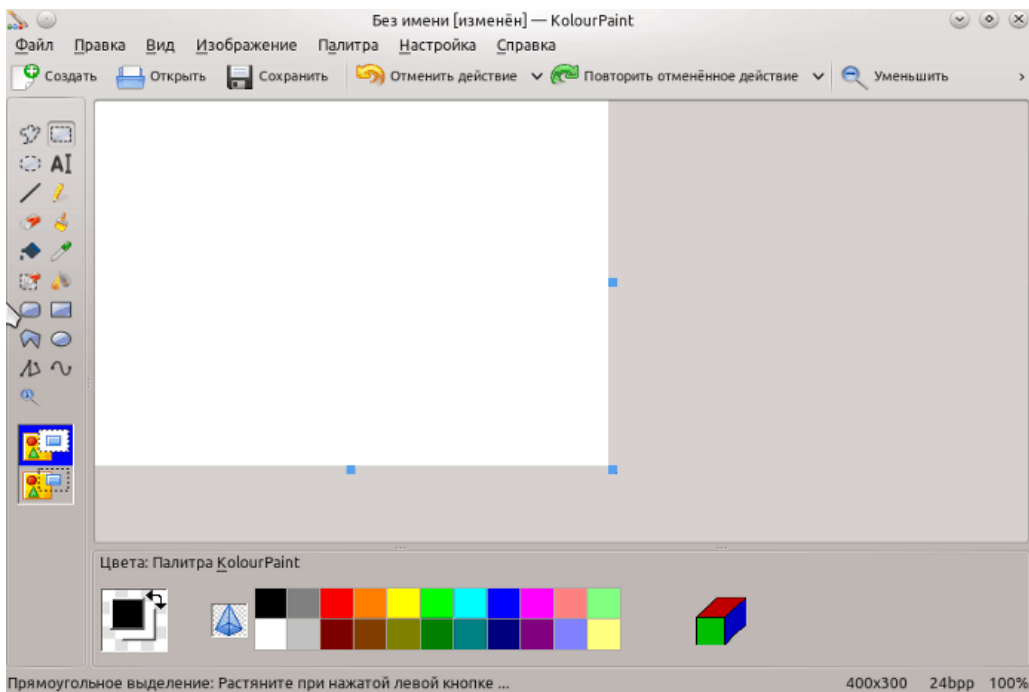 Без имени [изменён] — KolourPaint
Файл Правка Вид Изображение Палитра Настройка Справка
Создать Открыть Сохранить Отменить действие Повторить отменённое действие Уменьшить
A
Цвета: Палитра KolourPaint
Прямоугольное выделение: Растяните при нажатой левой кнопке ... 400x300 24bpp 100%